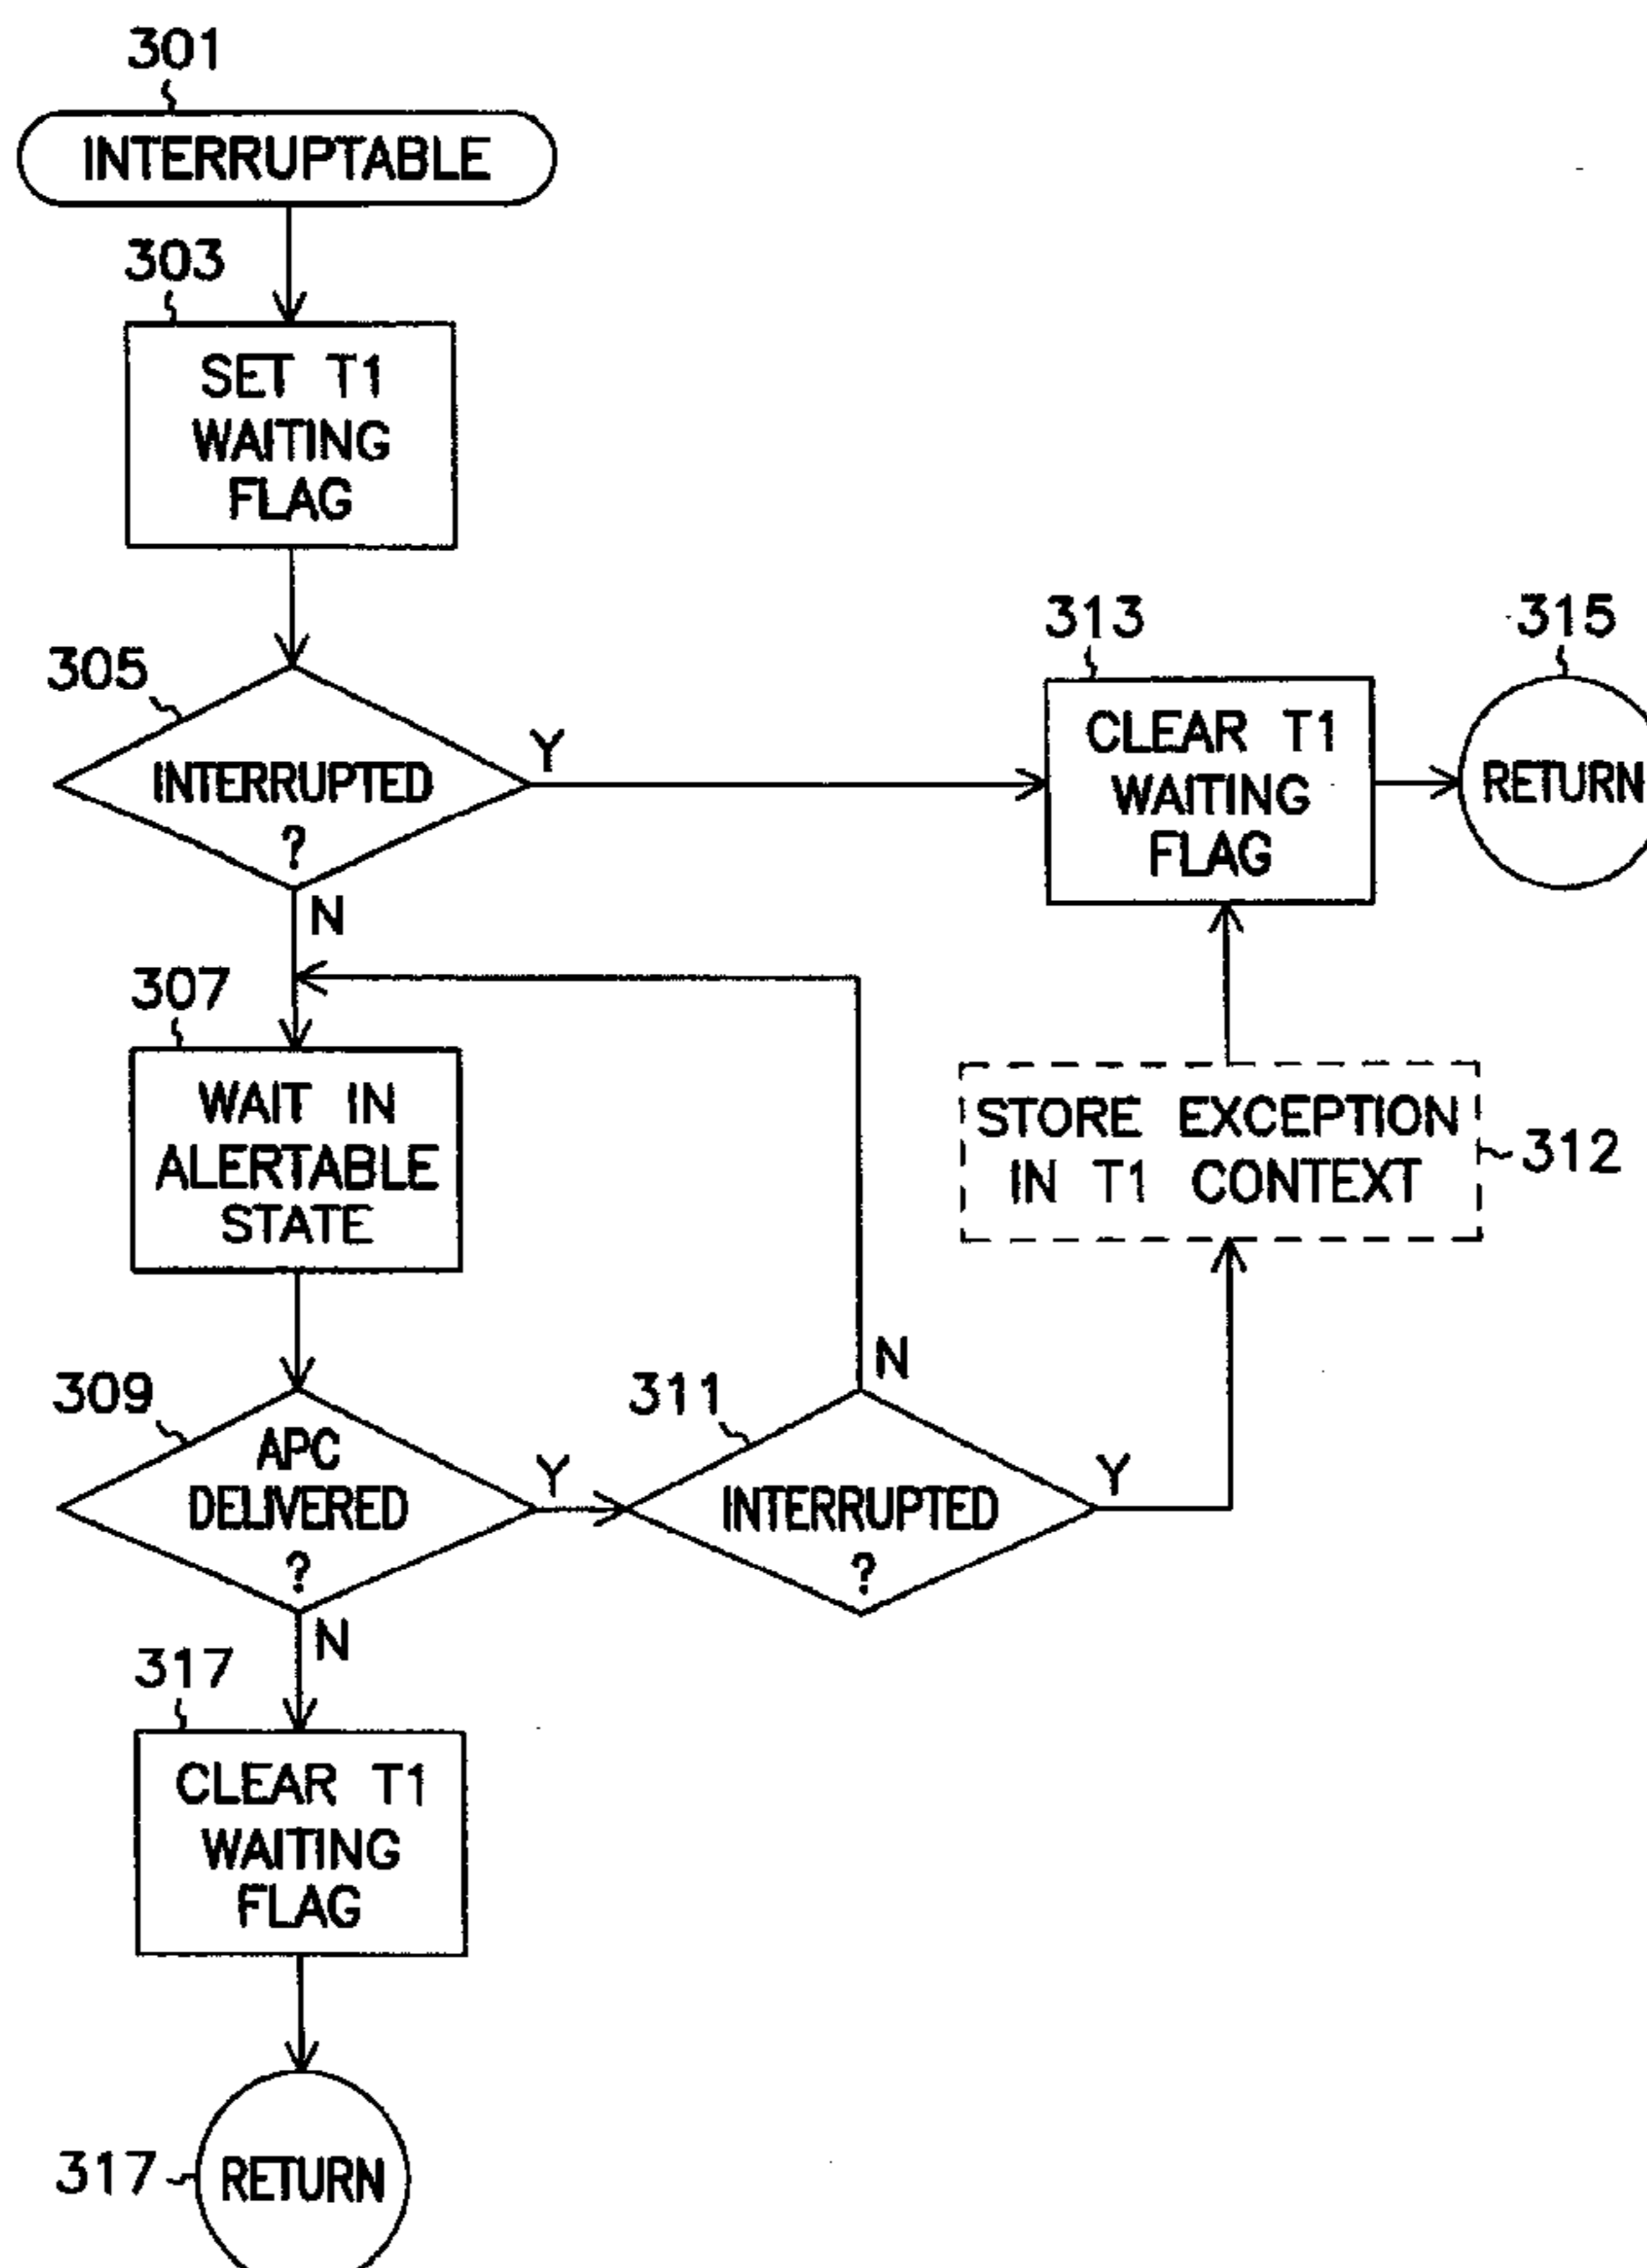 301
INTERRUPTABLE
303
SET T1
WAITING
FLAG
305
INTERRUPTED
?
Y
N
313
CLEAR T1
WAITING
FLAG
315
RETURN
307
WAIT IN
ALERTABLE
STATE
STORE EXCEPTION
IN T1 CONTEXT
312
309
APC
DELIVERED
?
Y
N
311
INTERRUPTED
?
N
Y
317
CLEAR T1
WAITING
FLAG
317
RETURN